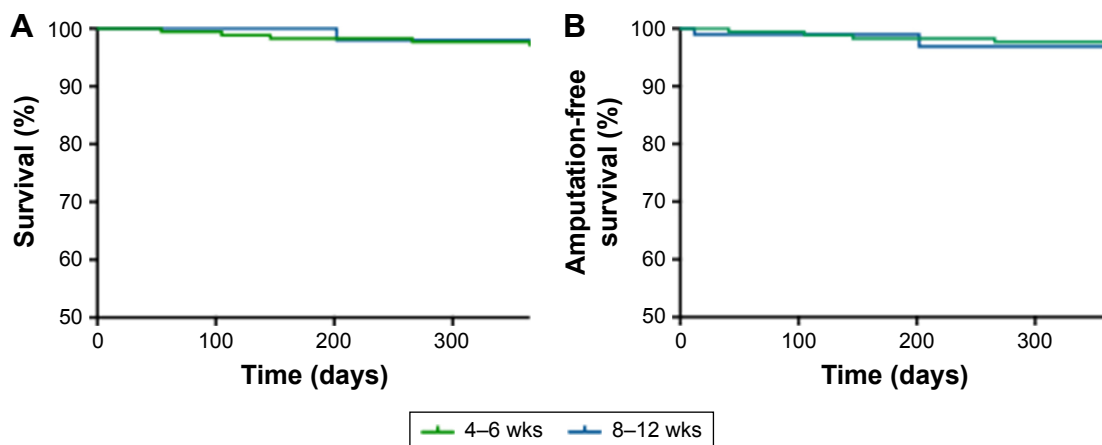 A
Survival (%)
100
90
80
70
60
50
0 100 200 300
Time (days)
B
Amputation-free
survival (%)
100
90
80
70
60
50
0 100 200 300
Time (days)
4–6 wks 8–12 wks